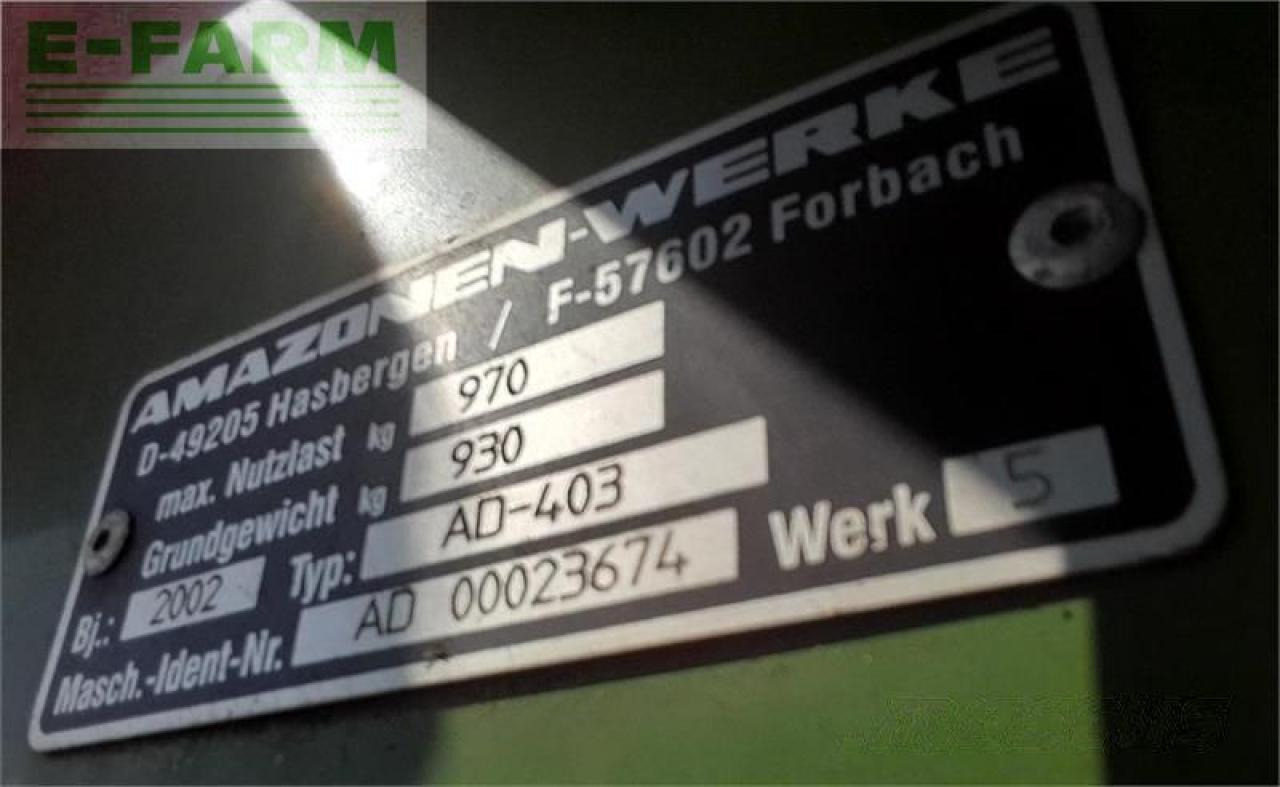 E-FARM
AMAZONEN-WERKE
D-49205 Hasbergen / F-57602 Forbach
max. Nutzlast kg 970
Grundgewicht kg 930
Bj.: 2002 Typ: AD-403
Masch.-Ident-Nr. AD 00023674 Werk 5